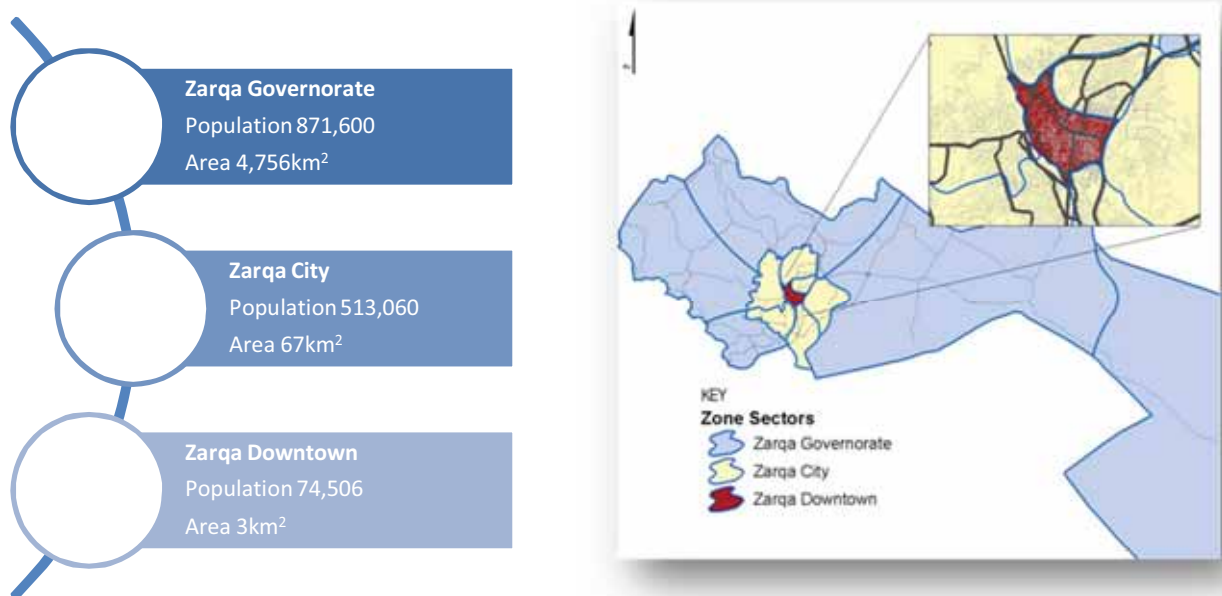 Zarqa Governorate
Population 871,600
Area 4,756km²
Zarqa City
Population 513,060
Area 67km²
Zarqa Downtown
Population 74,506
Area 3km²
KEY
Zone Sectors
Zarqa Governorate
Zarqa City
Zarqa Downtown